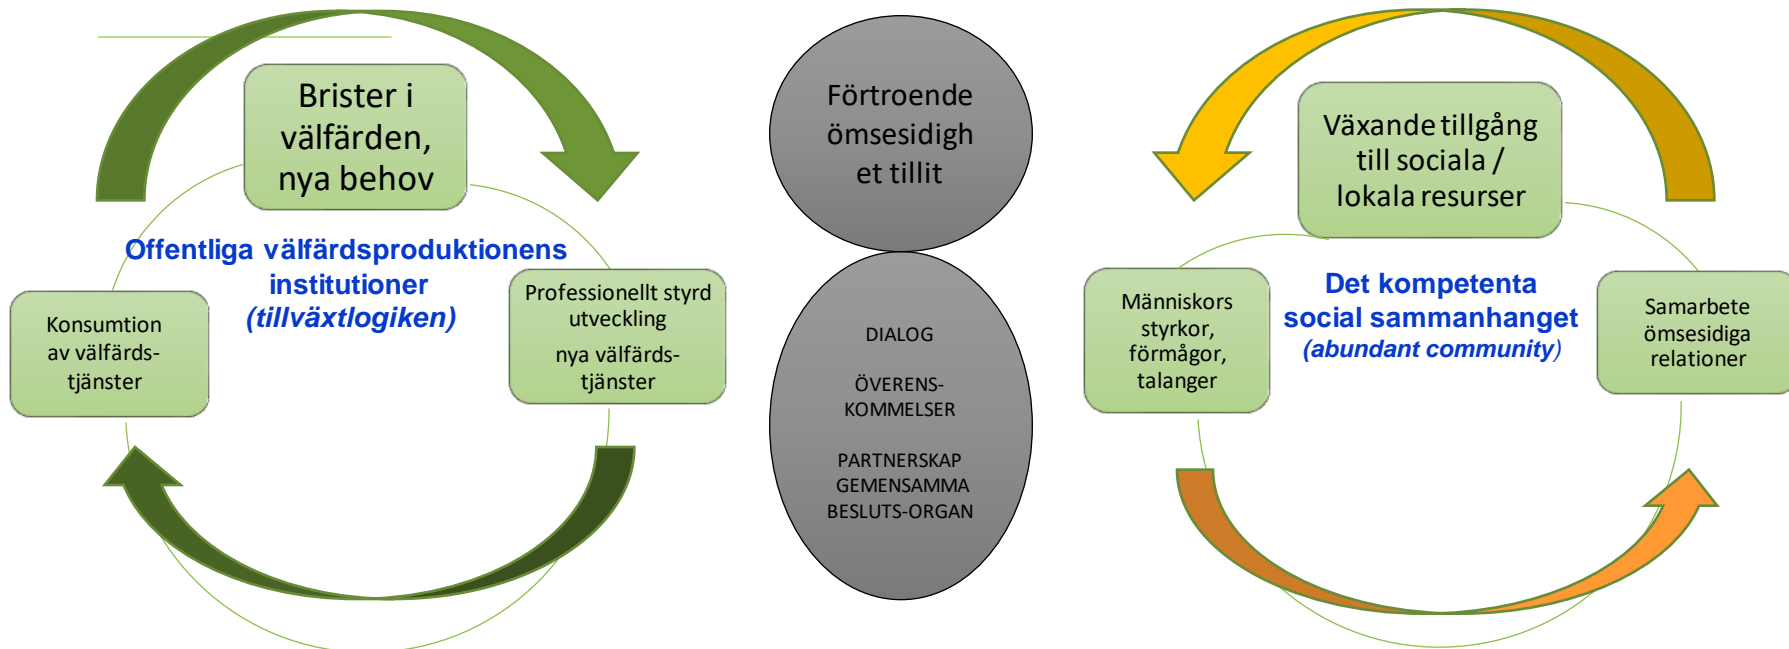 Brister i
välfärden,
nya behov
Offentliga välfärdsproduktionens
institutioner
(tillväxtlogiken)
Konsumtion
av välfärds-
tjänster
Professionellt styrd
utveckling
nya välfärds-
tjänster
Förtroende
ömsesidigh
et tillit
DIALOG
ÖVERENS-
KOMMELSER
PARTNERSKAP
GEMENSAMMA
BESLUTS-ORGAN
Växande tillgång
till sociala /
lokala resurser
Det kompetenta
social sammanhanget
(abundant community)
Människors
styrkor,
förmågor,
talanger
Samarbete
ömsesidiga
relationer